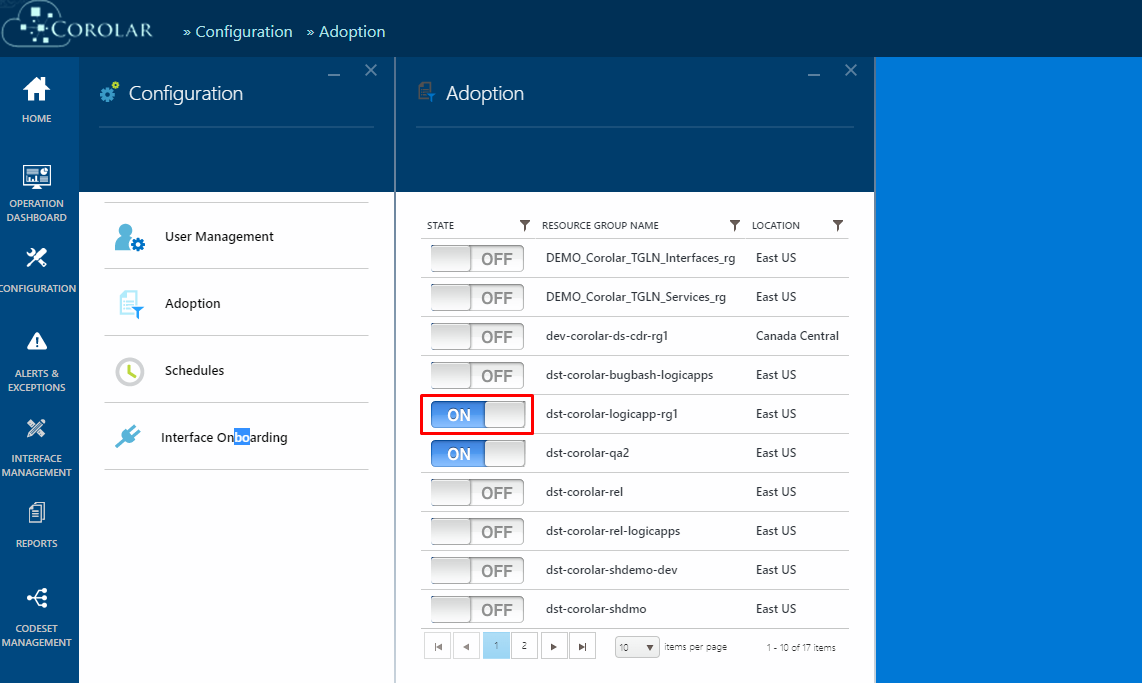 COROLAR
» Configuration » Adoption
HOME
OPERATION
DASHBOARD
CONFIGURATION
ALERTS &
EXCEPTIONS
INTERFACE
MANAGEMENT
REPORTS
CODESET
MANAGEMENT
Configuration
User Management
Adoption
Schedules
Interface Onboarding
Adoption
STATE RESOURCE GROUP NAME LOCATION
OFF DEMO_Corolar_TGLN_Interfaces_rg East US
OFF DEMO_Corolar_TGLN_Services_rg East US
OFF dev-corolar-ds-cdr-rg1 Canada Central
OFF dst-corolar-bugbash-logicapps East US
ON dst-corolar-logicapp-rg1 East US
ON dst-corolar-qa2 East US
OFF dst-corolar-rel East US
OFF dst-corolar-rel-logicapps East US
OFF dst-corolar-shdemo-dev East US
OFF dst-corolar-shdmo East US
1 2 10 items per page 1 - 10 of 17 items